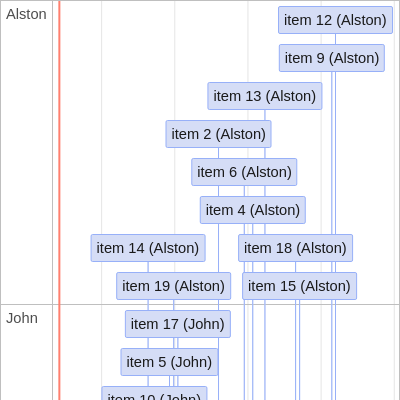 Alston
item 12 (Alston)
item 9 (Alston)
item 13 (Alston)
item 2 (Alston)
item 6 (Alston)
item 4 (Alston)
item 14 (Alston)
item 18 (Alston)
item 19 (Alston)
item 15 (Alston)
John
item 17 (John)
item 5 (John)
item 10 (John)